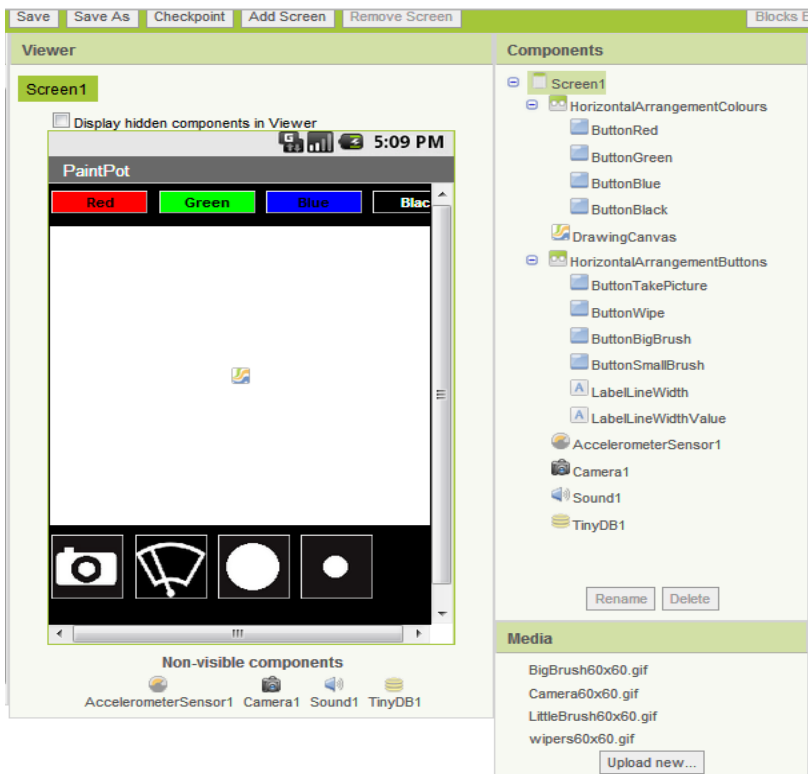 Save Save As Checkpoint Add Screen Remove Screen Blocks
Viewer
Screen1
Display hidden components in Viewer
5:09 PM
PaintPot
Red Green Blue Blac
Non-visible components
AccelerometerSensor1 Camera1 Sound1 TinyDB1
Components
Screen1
HorizontalArrangementColours
ButtonRed
ButtonGreen
ButtonBlue
ButtonBlack
DrawingCanvas
HorizontalArrangementButtons
ButtonTakePicture
ButtonWipe
ButtonBigBrush
ButtonSmallBrush
A LabelLineWidth
A LabelLineWidthValue
AccelerometerSensor1
Camera1
Sound1
TinyDB1
Rename Delete
Media
BigBrush60x60.gif
Camera60x60.gif
LittleBrush60x60.gif
wipers60x60.gif
Upload new...